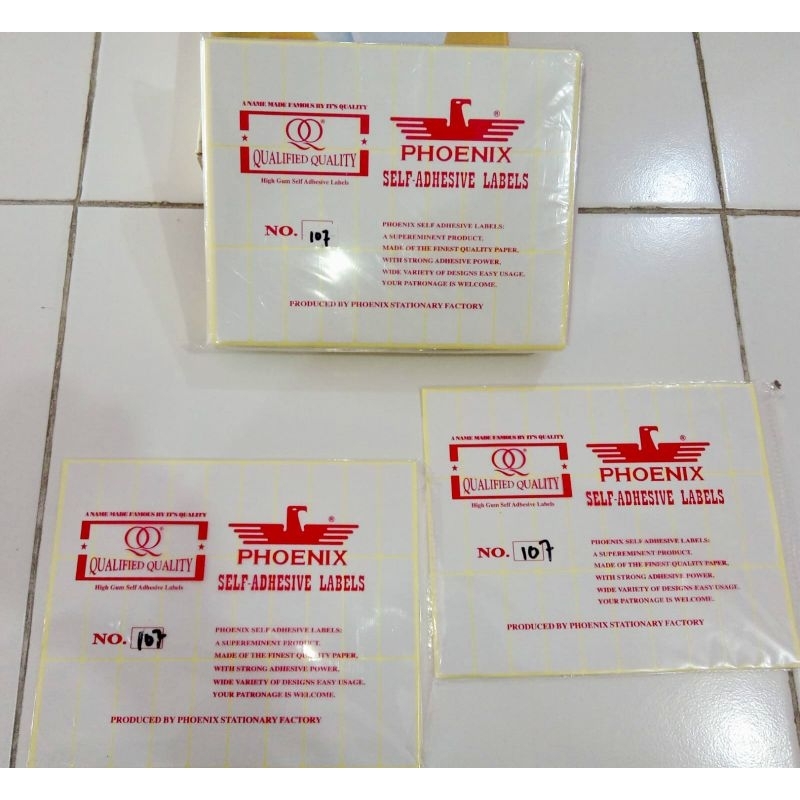 A NAME MADE FAMOUS BY IT'S QUALITY
QQ®
QUALIFIED QUALITY
High Gum Self Adhesive Labels
®
PHOENIX
SELF-ADHESIVE LABELS
NO. 107
PHOENIX SELF ADHESIVE LABELS:
A SUPEREMINENT PRODUCT.
MADE OF THE FINEST QUALITY PAPER,
WITH STRONG ADHESIVE POWER,
WIDE VARIETY OF DESIGNS EASY USAGE.
YOUR PATRONAGE IS WELCOME.
PRODUCED BY PHOENIX STATIONARY FACTORY
A NAME MADE FAMOUS BY IT'S QUALITY
QQ®
QUALIFIED QUALITY
High Gum Self Adhesive Labels
®
PHOENIX
SELF-ADHESIVE LABELS
NO. 107
PHOENIX SELF ADHESIVE LABELS:
A SUPEREMINENT PRODUCT.
MADE OF THE FINEST QUALITY PAPER,
WITH STRONG ADHESIVE POWER,
WIDE VARIETY OF DESIGNS EASY USAGE.
YOUR PATRONAGE IS WELCOME.
PRODUCED BY PHOENIX STATIONARY FACTORY
A NAME MADE FAMOUS BY IT'S QUALITY
QQ®
QUALIFIED QUALITY
High Gum Self Adhesive Labels
®
PHOENIX
SELF-ADHESIVE LABELS
NO. 107
PHOENIX SELF ADHESIVE LABELS:
A SUPEREMINENT PRODUCT.
MADE OF THE FINEST QUALITY PAPER,
WITH STRONG ADHESIVE POWER,
WIDE VARIETY OF DESIGNS EASY USAGE.
YOUR PATRONAGE IS WELCOME.
PRODUCED BY PHOENIX STATIONARY FACTORY